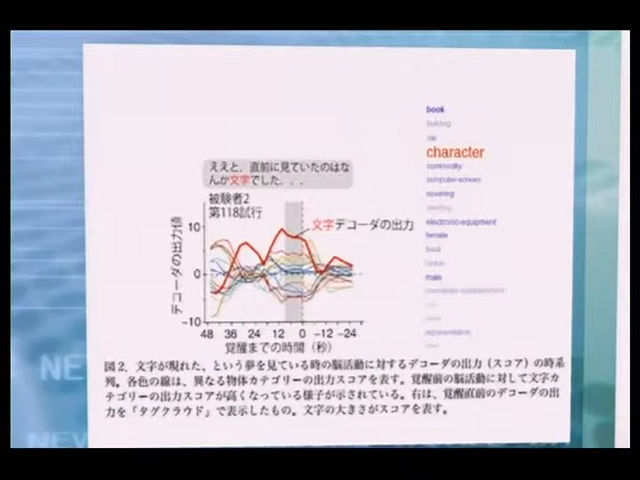 book
building
car
character
commodity
computer-screen
covering
dwelling
electronic-equipment
female
food
male
representation
ええと、直前に見ていたのはな
んか文字でした．．．
被験者2
第118試行
文字デコーダの出力
デコーダの出力値
10
0
−10
48 36 24 12 0 −12 −24
覚醒までの時間（秒）
図2．文字が現れた、という夢を見ている時の脳活動に対するデコーダの出力（スコア）の時系
列。各色の線は、異なる物体カテゴリーの出力スコアを表す。覚醒前の脳活動に対して文字カ
テゴリーの出力スコアが高くなっている様子が示されている。右は、覚醒直前のデコーダの出
力を「タグクラウド」で表示したもの。文字の大きさがスコアを表す。
NE
NEW